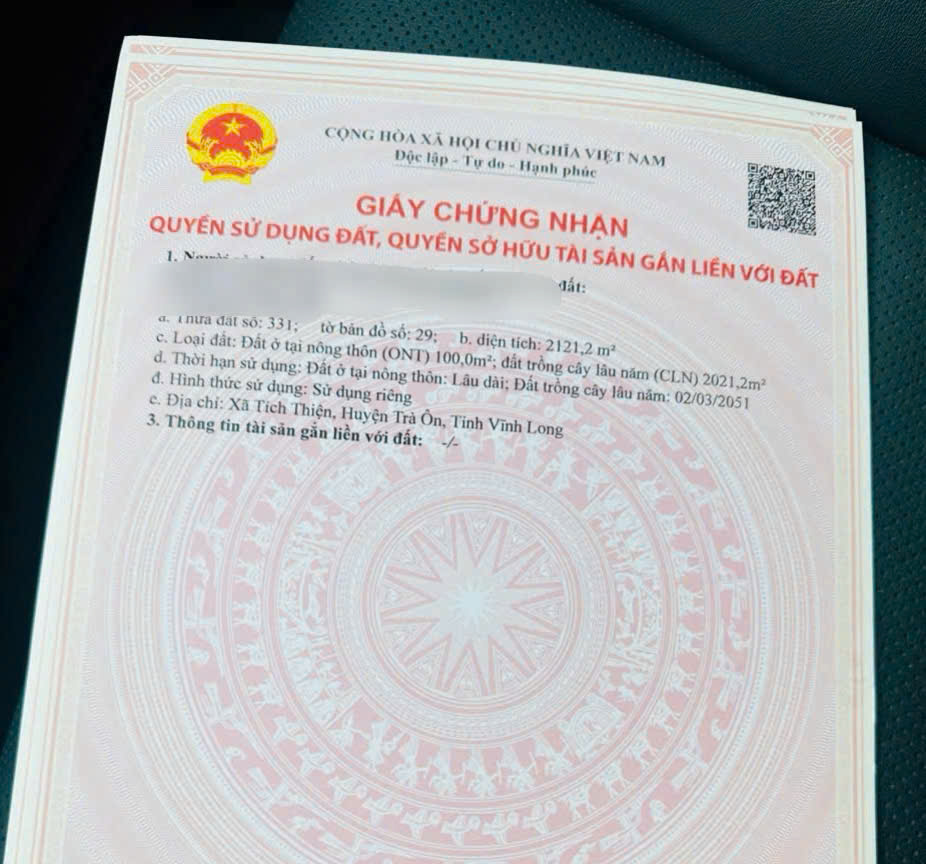 CỘNG HÒA XÃ HỘI CHỦ NGHĨA VIỆT NAM
Độc lập - Tự do - Hạnh phúc
GIẤY CHỨNG NHẬN
QUYỀN SỬ DỤNG ĐẤT, QUYỀN SỞ HỮU TÀI SẢN GẮN LIỀN VỚI ĐẤT
1. đất:
a. Thửa đất số: 331; tờ bản đồ số: 29; b. diện tích: 2121,2 m²
c. Loại đất: Đất ở tại nông thôn (ONT) 100,0m²; đất trồng cây lâu năm (CLN) 2021,2m²
d. Thời hạn sử dụng: Đất ở tại nông thôn: Lâu dài; Đất trồng cây lâu năm: 02/03/2051
đ. Hình thức sử dụng: Sử dụng riêng
e. Địa chỉ: Xã Tích Thiện, Huyện Trà Ôn, Tỉnh Vĩnh Long
3. Thông tin tài sản gắn liền với đất: -/-